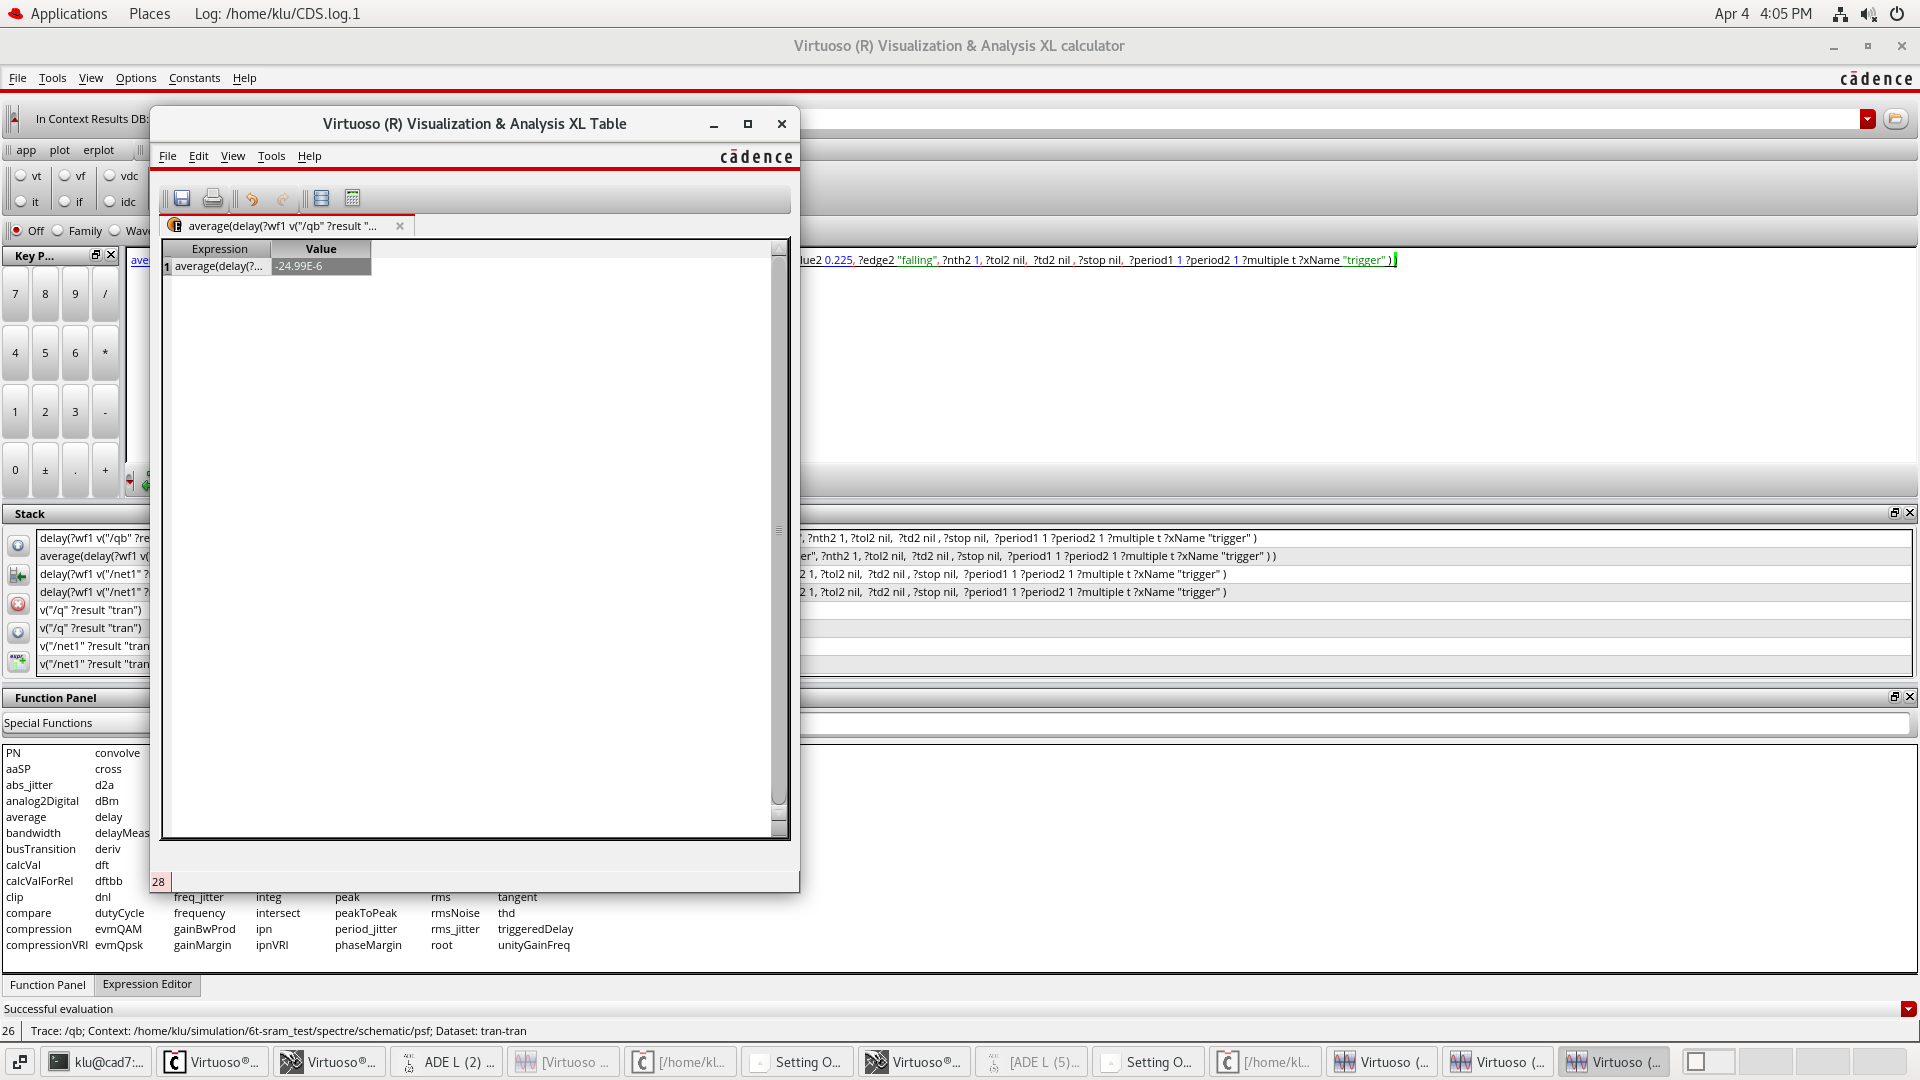 Applications Places Log: /home/klu/CDS.log.1 Apr 4 4:05 PM
Virtuoso (R) Visualization & Analysis XL calculator
File Tools View Options Constants Help cādence
In Context Results DB:
app plot erplot
vt vf vdc
it if idc
Off Family Wav
Key P...
7 8 9 /
4 5 6 *
1 2 3 -
0 ± . +
ave
lue2 0.225, ?edge2 "falling", ?nth2 1, ?tol2 nil, ?td2 nil , ?stop nil, ?period1 1 ?period2 1 ?multiple t ?xName "trigger" ) )
Virtuoso (R) Visualization & Analysis XL Table
File Edit View Tools Help cādence
average(delay(?wf1 v("/qb" ?result "...
Expression Value
1 average(delay(?... -24.99E-6
28
Stack
delay(?wf1 v("/qb" ?re ", ?nth2 1, ?tol2 nil, ?td2 nil , ?stop nil, ?period1 1 ?period2 1 ?multiple t ?xName "trigger" )
average(delay(?wf1 v( er", ?nth2 1, ?tol2 nil, ?td2 nil , ?stop nil, ?period1 1 ?period2 1 ?multiple t ?xName "trigger" ) )
delay(?wf1 v("/net1" ? 2 1, ?tol2 nil, ?td2 nil , ?stop nil, ?period1 1 ?period2 1 ?multiple t ?xName "trigger" )
delay(?wf1 v("/net1" ? 2 1, ?tol2 nil, ?td2 nil , ?stop nil, ?period1 1 ?period2 1 ?multiple t ?xName "trigger" )
v("/q" ?result "tran")
v("/q" ?result "tran")
v("/net1" ?result "tran
v("/net1" ?result "tran
Function Panel
Special Functions
PN convolve
aaSP cross
abs_jitter d2a
analog2Digital dBm
average delay
bandwidth delayMeas
busTransition deriv
calcVal dft
calcValForRel dftbb
clip dnl freq_jitter integ peak rms tangent
compare dutyCycle frequency intersect peakToPeak rmsNoise thd
compression evmQAM gainBwProd ipn period_jitter rms_jitter triggeredDelay
compressionVRI evmQpsk gainMargin ipnVRI phaseMargin root unityGainFreq
Function Panel Expression Editor
Successful evaluation
26 Trace: /qb; Context: /home/klu/simulation/6t-sram_test/spectre/schematic/psf; Dataset: tran-tran
klu@cad7:... Virtuoso®... Virtuoso®... ADE L (2) ... [Virtuoso ... [/home/kl... Setting O... Virtuoso®... [ADE L (5)... Setting O... [/home/kl... Virtuoso (... Virtuoso (... Virtuoso (...